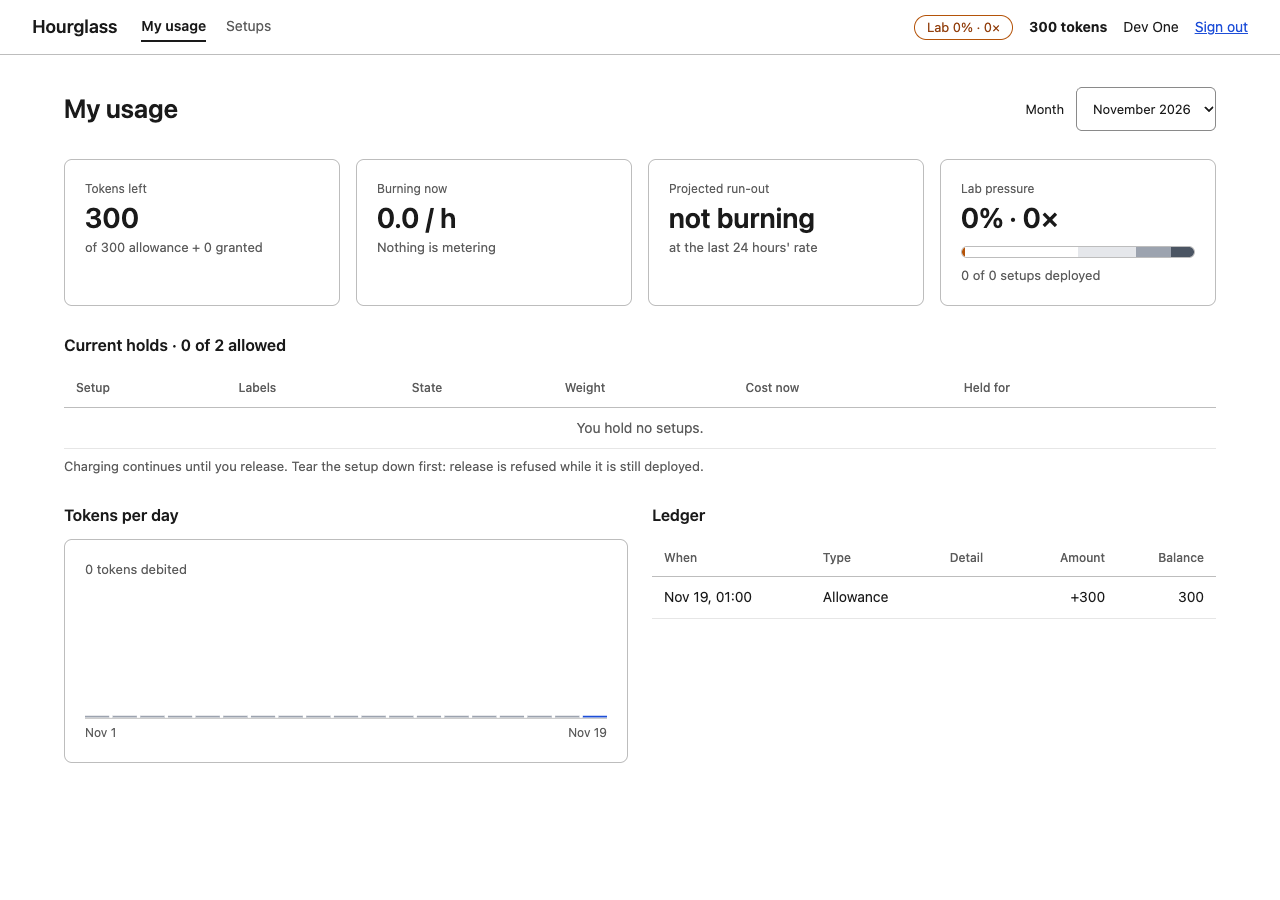 Hourglass My usage Setups Lab 0% · 0× 300 tokens Dev One Sign out
My usage Month November 2026
Tokens left Burning now Projected run-out Lab pressure
300 0.0 / h not burning 0% · 0×
of 300 allowance + 0 granted Nothing is metering at the last 24 hours' rate
0 of 0 setups deployed
Current holds · 0 of 2 allowed
Setup Labels State Weight Cost now Held for
You hold no setups.
Charging continues until you release. Tear the setup down first: release is refused while it is still deployed.
Tokens per day Ledger
When Type Detail Amount Balance
0 tokens debited
Nov 19, 01:00 Allowance +300 300
Nov 1 Nov 19